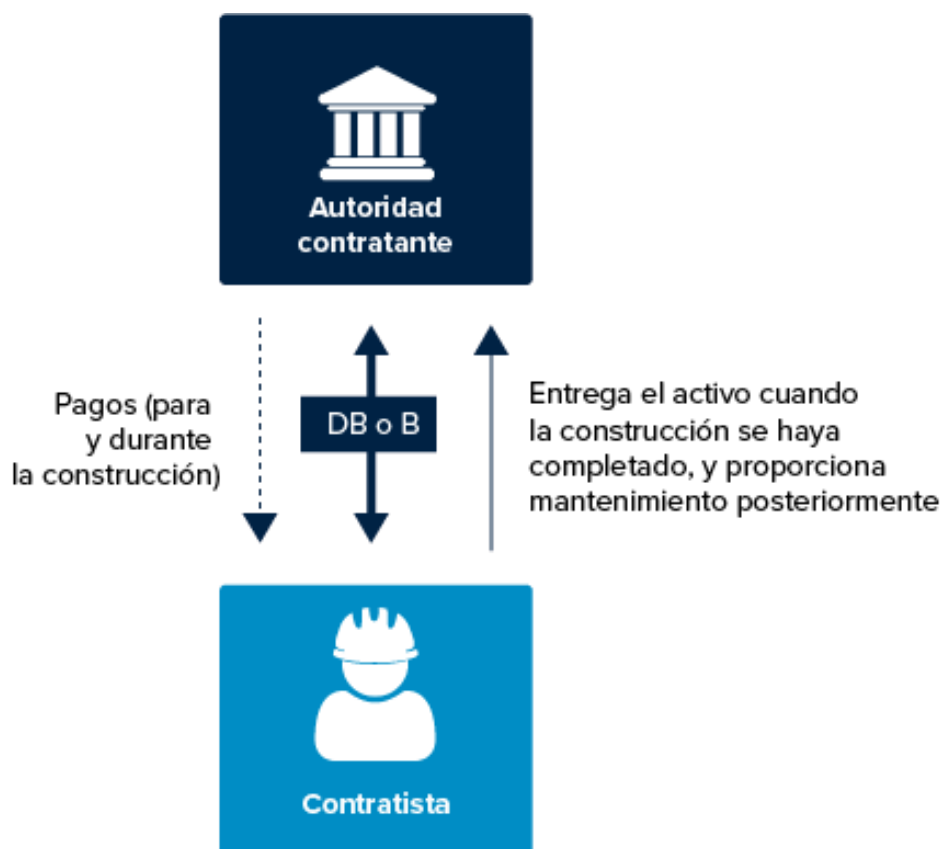 Autoridad
contratante
Pagos (para
y durante
la construcción)
DB o B
Entrega el activo cuando
la construcción se haya
completado, y proporciona
mantenimiento posteriormente
Contratista